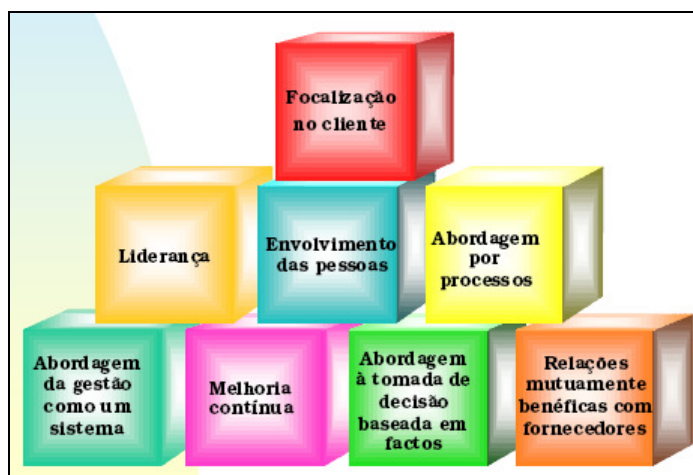 Focalização
no cliente
Liderança
Envolvimento
das pessoas
Abordagem
por
processos
Abordagem
da gestão
como um
sistema
Melhoria
contínua
Abordagem
à tomada de
decisão
baseada em
factos
Relações
mutuamente
benéficas com
fornecedores